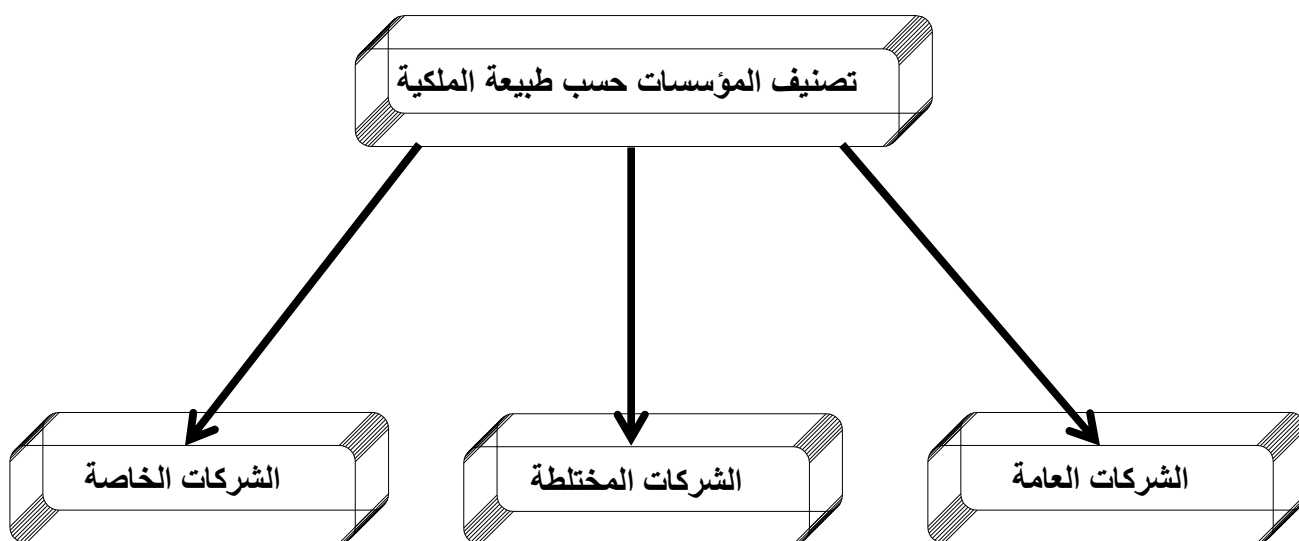 تصنيف المؤسسات حسب طبيعة الملكية
الشركات العامة
الشركات المختلطة
الشركات الخاصة